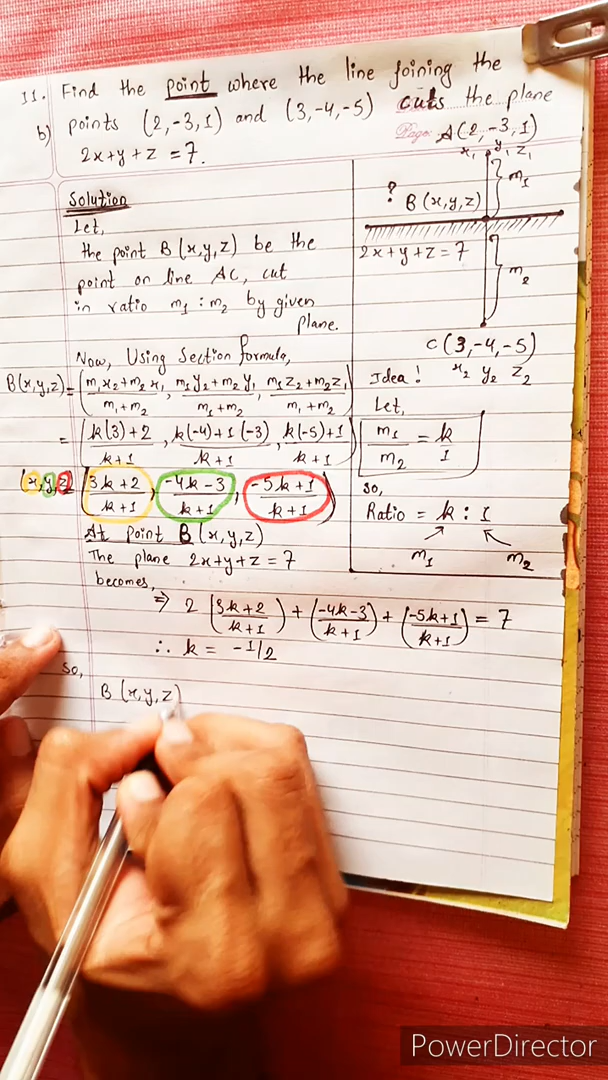 11. Find the point where the line joining the
b) points (2,-3,1) and (3,-4,-5) cuts the plane
2x+y+z = 7.
Page:
A(2,-3,1)
x₁ y₁ z₁
m₁
? B(x,y,z)
2x+y+z = 7
m₂
C(3,-4,-5)
x₂ y₂ z₂
Solution
Let,
the point B(x,y,z) be the
point on line AC, cut
in ratio m₁ : m₂ by given
plane.
Now, Using Section formula,
B(x,y,z) = ((m₁x₂+m₂x₁)/(m₁+m₂), (m₁y₂+m₂y₁)/(m₁+m₂), (m₁z₂+m₂z₁)/(m₁+m₂))
= ((k(3)+2)/(k+1), (k(-4)+1(-3))/(k+1), (k(-5)+1)/(k+1))
(x,y,z) = ((3k+2)/(k+1), (-4k-3)/(k+1), (-5k+1)/(k+1))
Idea!
Let,
m₁/m₂ = k/1
so,
Ratio = k : 1
m₁ m₂
At point B(x,y,z)
The plane 2x+y+z = 7
becomes,
⇒ 2((3k+2)/(k+1)) + ((-4k-3)/(k+1)) + ((-5k+1)/(k+1)) = 7
∴ k = -1/2
so,
B(x,y,z)
PowerDirector